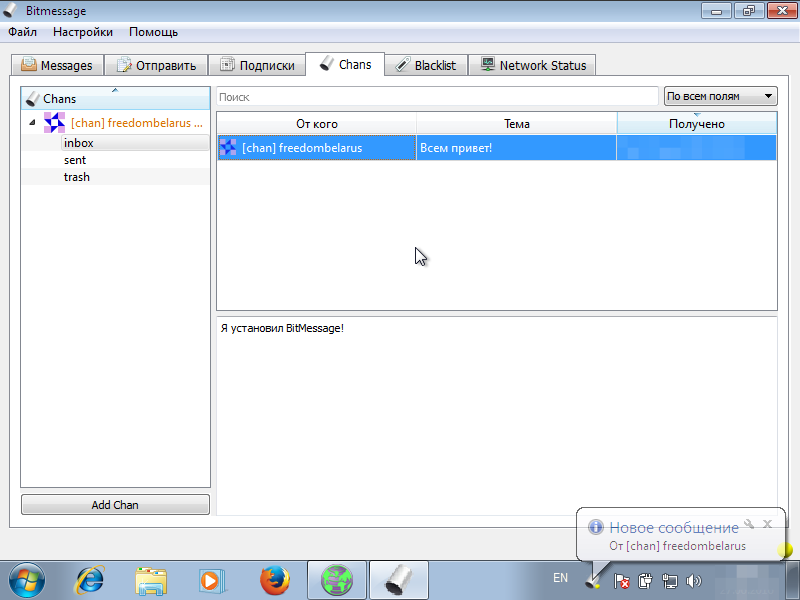 Bitmessage
Файл Настройки Помощь
Messages Отправить Подписки Chans Blacklist Network Status
Chans
[chan] freedombelarus ...
inbox
sent
trash
Add Chan
Поиск По всем полям
От кого Тема Получено
[chan] freedombelarus Всем привет!
Я установил BitMessage!
Новое сообщение
От [chan] freedombelarus
EN